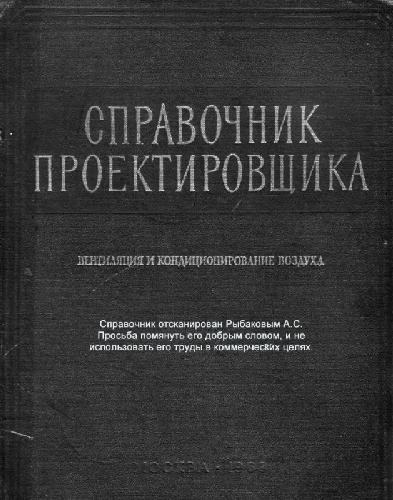 СПРАВОЧНИК
ПРОЕКТИРОВЩИКА
ВЕНТИЛЯЦИЯ И КОНДИЦИОНИРОВАНИЕ ВОЗДУХА
Справочник отсканирован Рыбаковым А.С.
Просьба помянуть его добрым словом, и не
использовать его труды в коммерческих целях.
МОСКВА